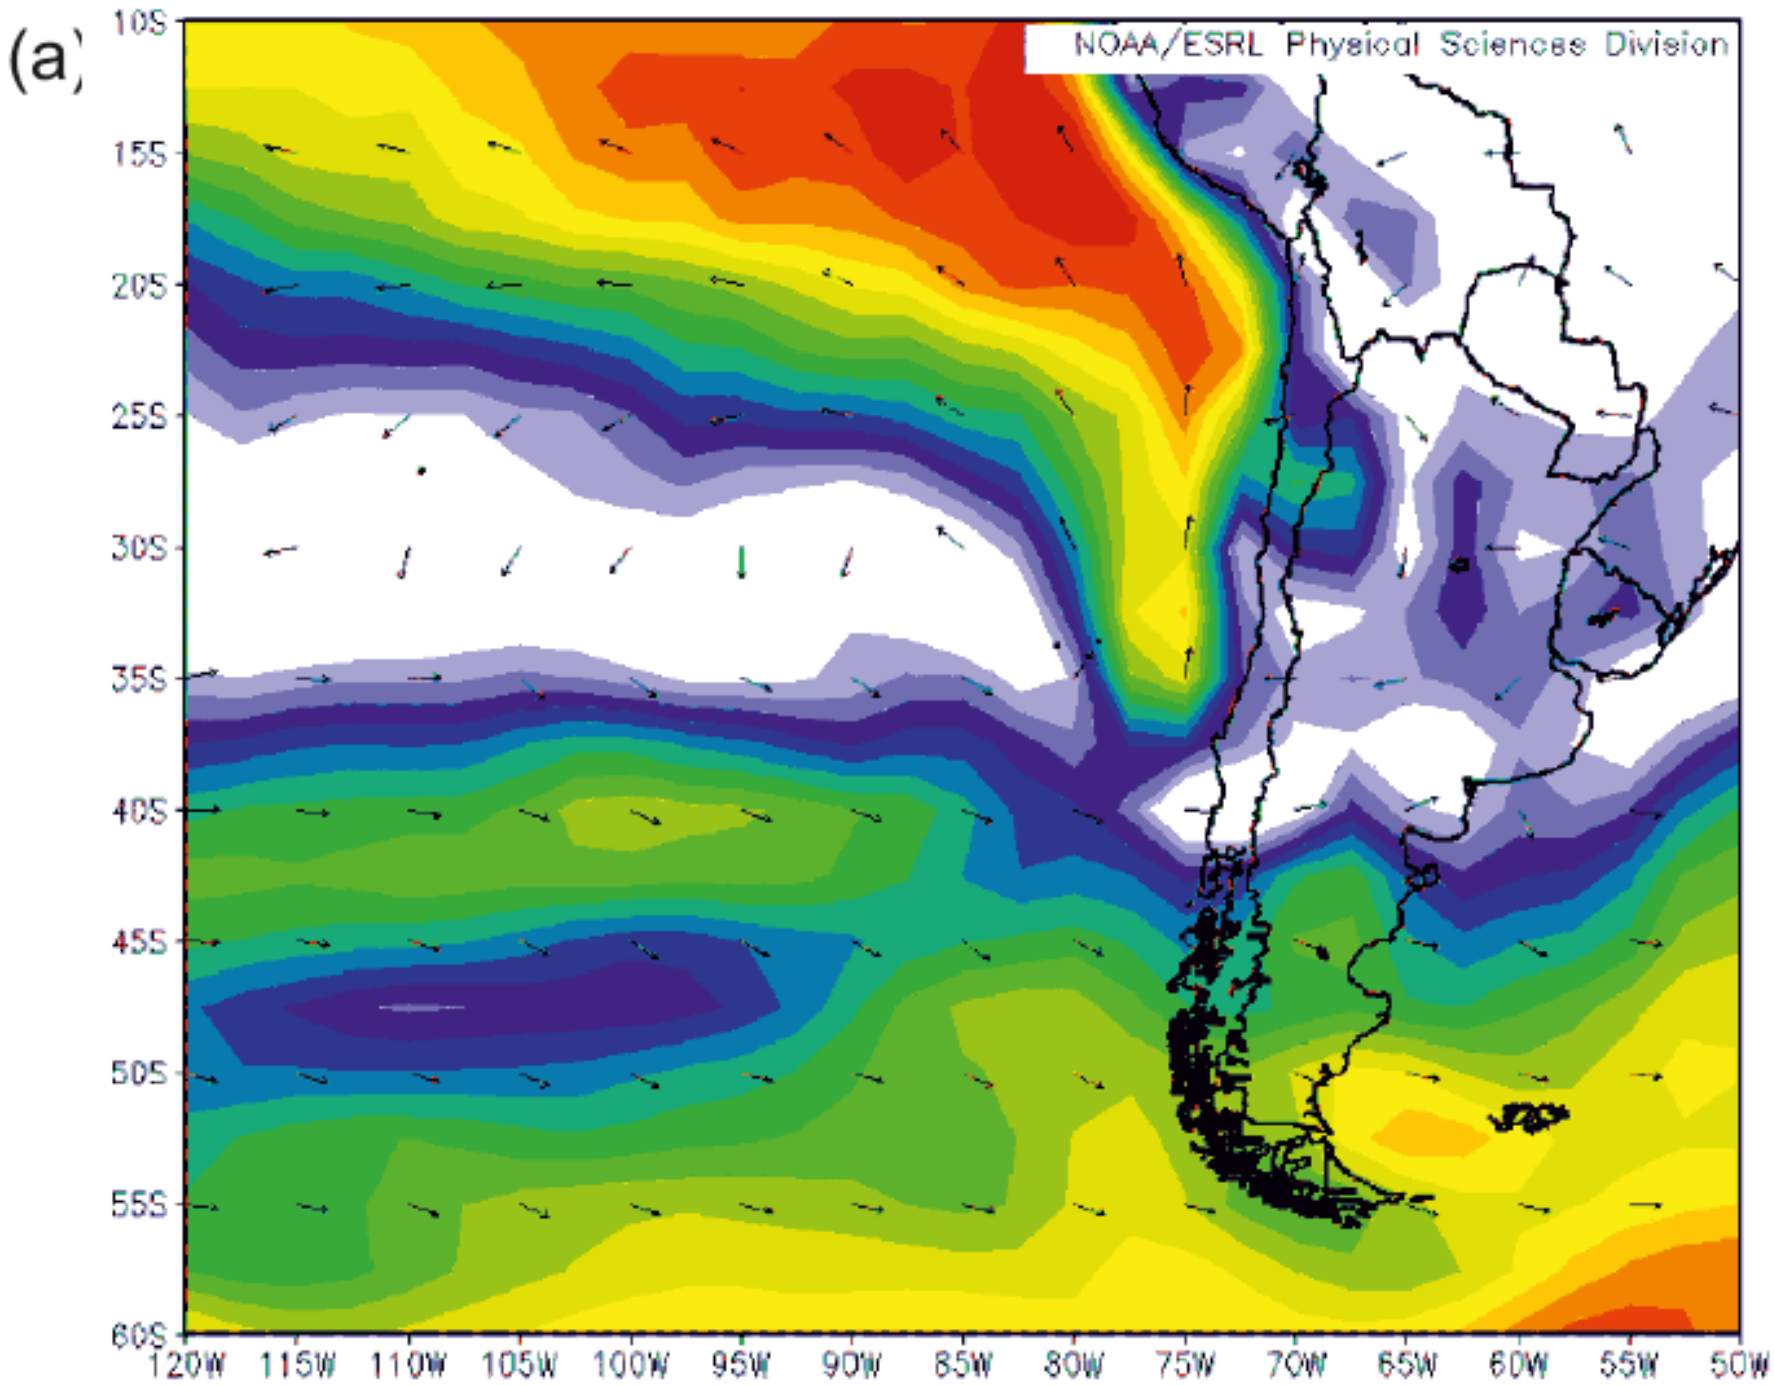 (a)
NOAA/ESRL Physical Sciences Division
10S
15S
20S
25S
30S
35S
40S
45S
50S
55S
60S
120W 115W 110W 105W 100W 95W 90W 85W 80W 75W 70W 65W 60W 55W 50W